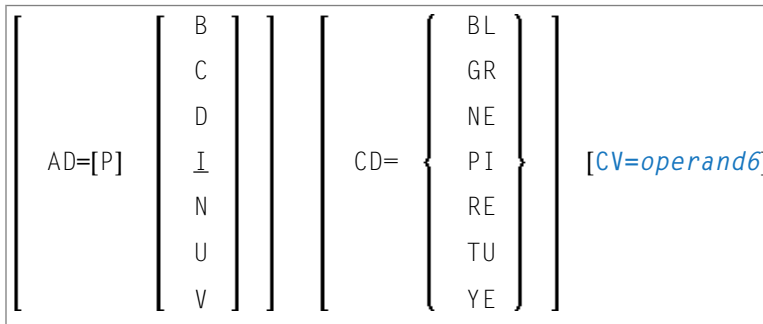 B BL
C GR
D NE
AD=[P] I CD= PI [CV=operand6]
N RE
U TU
V YE